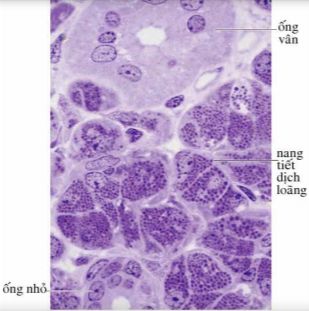 ống
vân
nang
tiết
dịch
loãng
ống nhỏ